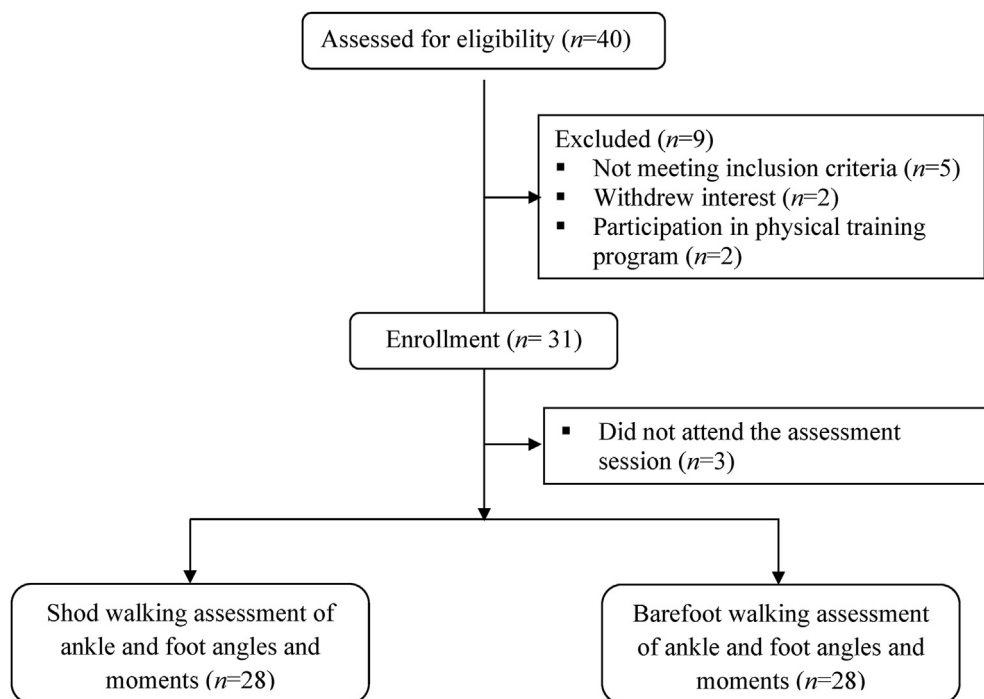 Assessed for eligibility (n=40)
Excluded (n=9)
▪ Not meeting inclusion criteria (n=5)
▪ Withdrew interest (n=2)
▪ Participation in physical training
program (n=2)
Enrollment (n= 31)
▪ Did not attend the assessment
session (n=3)
Shod walking assessment of
ankle and foot angles and
moments (n=28)
Barefoot walking assessment
of ankle and foot angles and
moments (n=28)